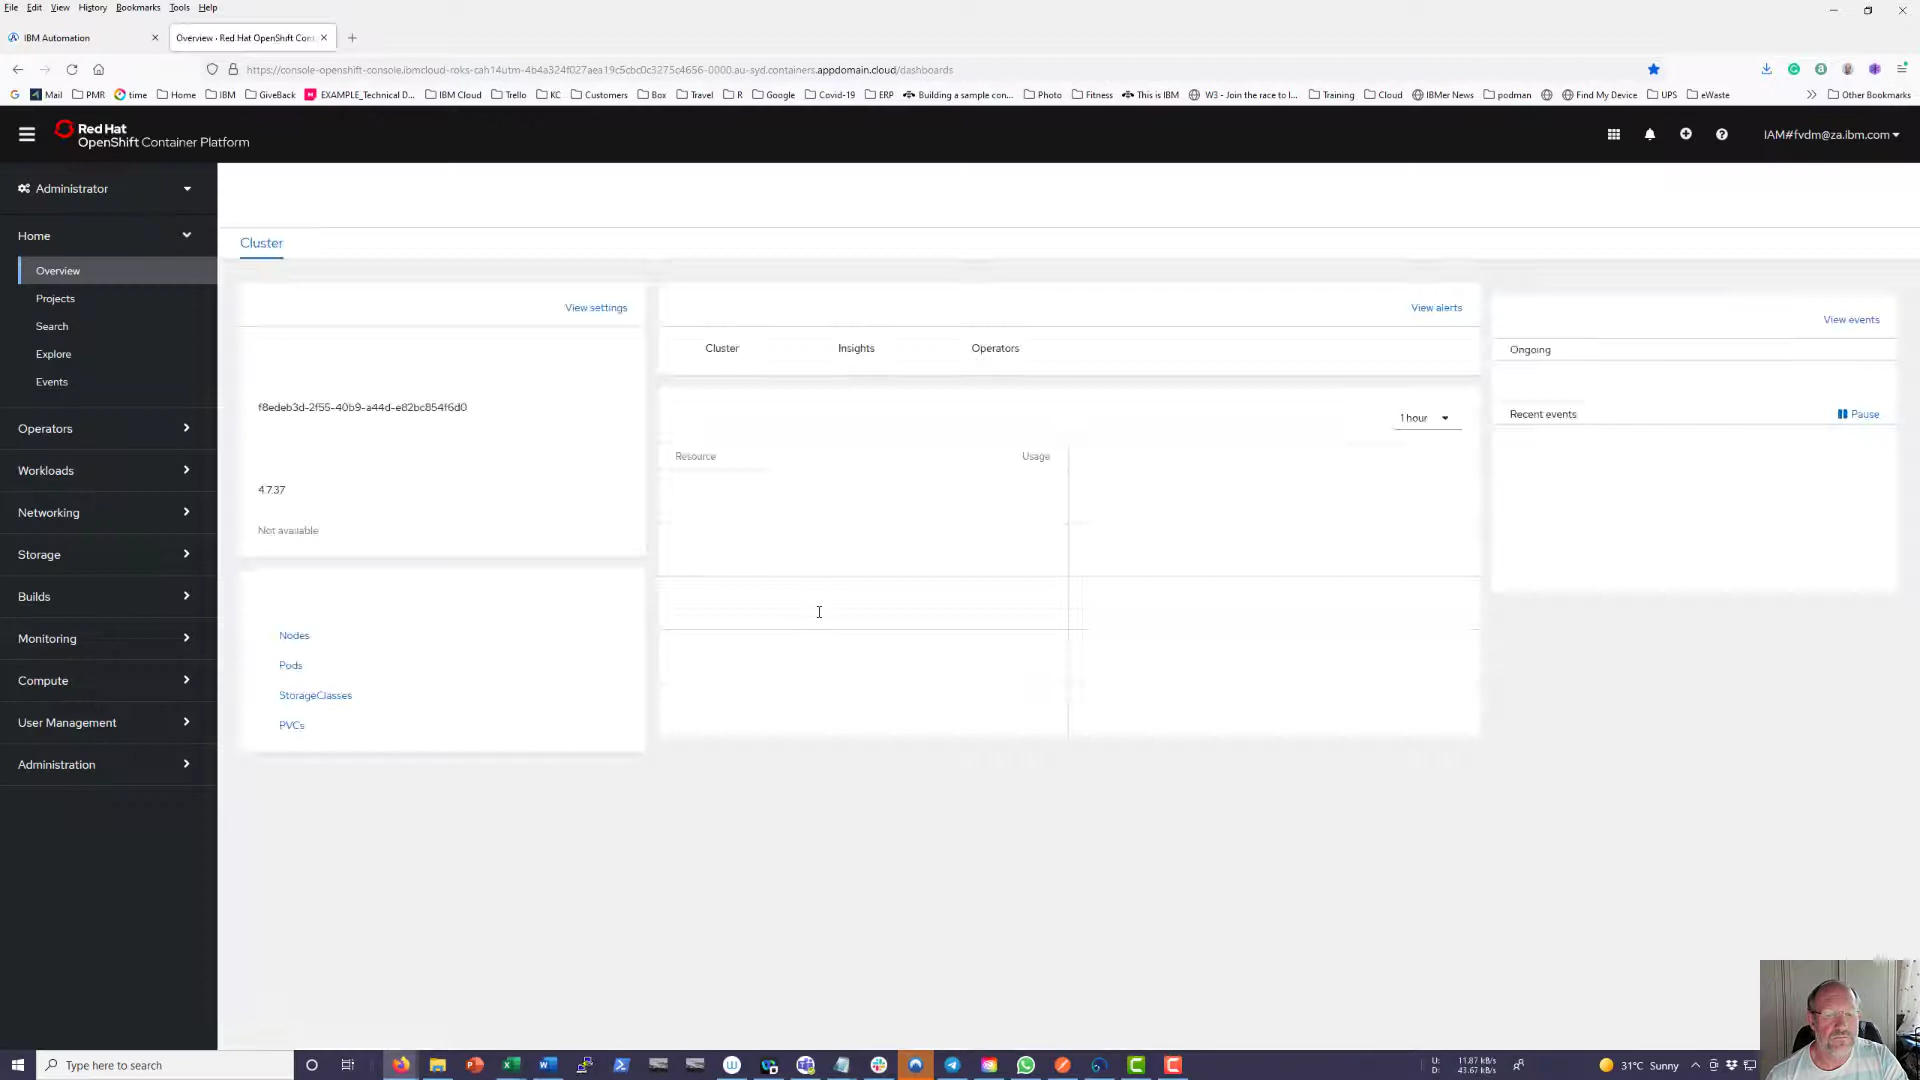 File Edit View History Bookmarks Tools Help
IBM Automation
Overview · Red Hat OpenShift Con
https://console-openshift-console.ibmcloud-roks-cah14utm-4b4a324f027aea19c5cbc0c3275c4656-0000.au-syd.containers.appdomain.cloud/dashboards
G Mail PMR time Home IBM GiveBack EXAMPLE_Technical D... IBM Cloud Trello KC Customers Box Travel R Google Covid-19 ERP Building a sample con... Photo Fitness This is IBM W3 - Join the race to l... Training Cloud IBMer News podman Find My Device UPS eWaste Other Bookmarks
Red Hat
OpenShift Container Platform
IAM#fvdm@za.ibm.com
Administrator
Home
Overview
Projects
Search
Explore
Events
Operators
Workloads
Networking
Storage
Builds
Monitoring
Compute
User Management
Administration
Cluster
View settings
f8edeb3d-2f55-40b9-a44d-e82bc854f6d0
4.7.37
Not available
Nodes
Pods
StorageClasses
PVCs
View alerts
Cluster Insights Operators
1 hour
Resource Usage
View events
Ongoing
Recent events Pause
Type here to search
U: 11.87 kB/s
D: 43.67 kB/s
31°C Sunny